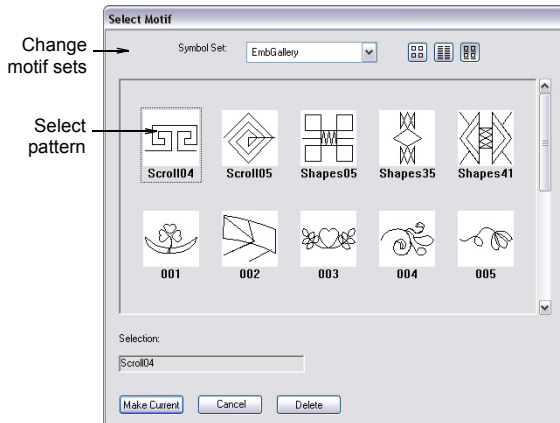 Select Motif
Change
motif sets
Symbol Set:
EmbGallery
Select
pattern
Scroll04
Scroll05
Shapes05
Shapes35
Shapes41
001
002
003
004
005
Selection:
Scroll04
Make Current
Cancel
Delete